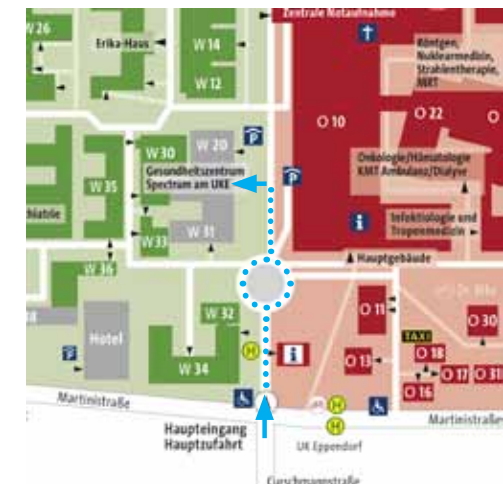 Zentrale Notaufnahme
W 26
Erika-Haus
W 14
W 12
Röntgen,
Nuklearmedizin,
Strahlentherapie,
MRT
O 10
O 22
W 30
W 20
P
Gesundheitszentrum
Spectrum am UKE
P
Onkologie/Hämatologie
KMT Ambulanz/Dialyse
W 35
hiatrie
W 33
W 31
i
Infektiologie und
Tropenmedizin
W 36
Hauptgebäude
W 32
O 11
O 30
Hotel
P
H
i
TAXI
O 13
O 18
O 17
O 31
O 16
W 34
Martinistraße
H
Martinistraße
Haupteingang
Hauptzufahrt
H
UK Eppendorf
Curschmannstraße